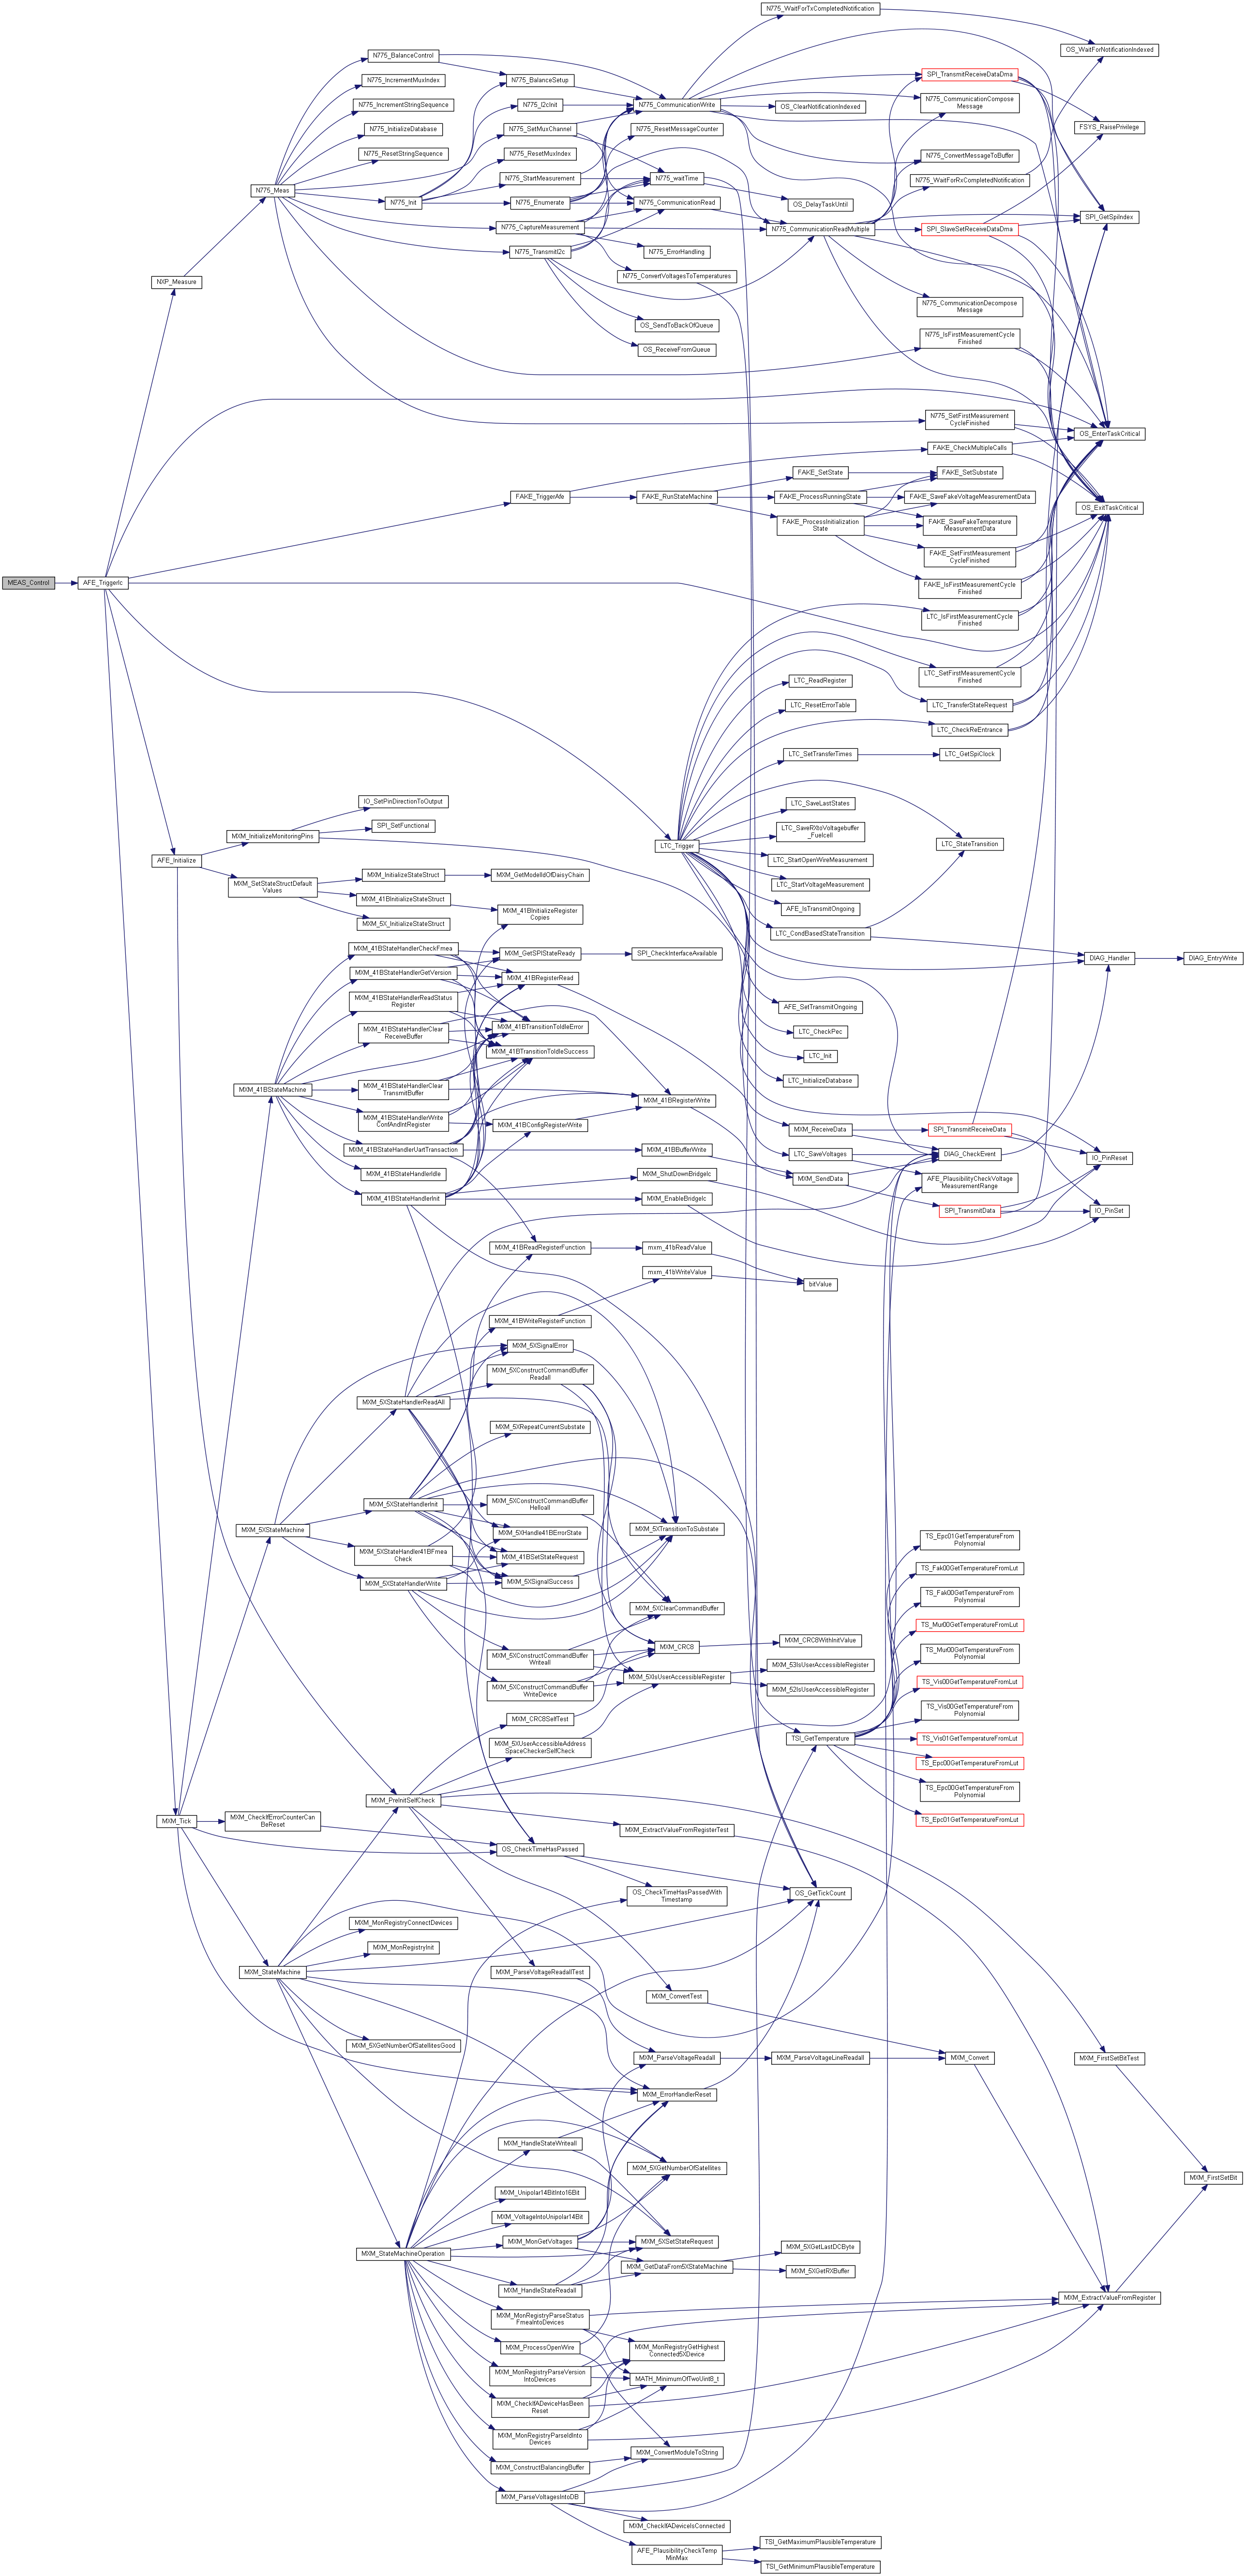 N775_WaitForTxCompletedNotification
OS_WaitForNotificationIndexed
N775_BalanceControl
SPI_TransmitReceiveDataDma
N775_IncrementMuxIndex
N775_BalanceSetup
N775_CommunicationCompose
Message
N775_IncrementStringSequence
N775_I2cInit
N775_CommunicationWrite
OS_ClearNotificationIndexed
FSYS_RaisePrivilege
N775_InitializeDatabase
N775_SetMuxChannel
N775_ResetMessageCounter
N775_ResetStringSequence
N775_ResetMuxIndex
N775_ConvertMessageToBuffer
N775_StartMeasurement
N775_waitTime
N775_WaitForRxCompletedNotification
N775_Meas
N775_Init
N775_Enumerate
N775_CommunicationRead
OS_DelayTaskUntil
SPI_GetSpiIndex
N775_CaptureMeasurement
N775_CommunicationReadMultiple
SPI_SlaveSetReceiveDataDma
N775_TransmitI2c
N775_ErrorHandling
N775_ConvertVoltagesToTemperatures
NXP_Measure
N775_CommunicationDecompose
Message
OS_SendToBackOfQueue
N775_IsFirstMeasurementCycle
Finished
OS_ReceiveFromQueue
N775_SetFirstMeasurement
CycleFinished
OS_EnterTaskCritical
FAKE_CheckMultipleCalls
FAKE_SetState
FAKE_SetSubstate
FAKE_TriggerAfe
FAKE_RunStateMachine
FAKE_ProcessRunningState
FAKE_SaveFakeVoltageMeasurementData
OS_ExitTaskCritical
FAKE_ProcessInitialization
State
FAKE_SaveFakeTemperature
MeasurementData
FAKE_SetFirstMeasurement
CycleFinished
MEAS_Control
AFE_TriggerIc
FAKE_IsFirstMeasurementCycle
Finished
LTC_IsFirstMeasurementCycle
Finished
LTC_SetFirstMeasurementCycle
Finished
LTC_ReadRegister
LTC_TransferStateRequest
LTC_ResetErrorTable
LTC_CheckReEntrance
LTC_SetTransferTimes
LTC_GetSpiClock
IO_SetPinDirectionToOutput
LTC_SaveLastStates
SPI_SetFunctional
LTC_SaveRXtoVoltagebuffer
_Fuelcell
MXM_InitializeMonitoringPins
LTC_Trigger
LTC_StateTransition
AFE_Initialize
LTC_StartOpenWireMeasurement
MXM_InitializeStateStruct
MXM_GetModelIdOfDaisyChain
MXM_SetStateStructDefault
Values
LTC_StartVoltageMeasurement
MXM_41BInitializeStateStruct
MXM_41BInitializeRegister
Copies
AFE_IsTransmitOngoing
MXM_5X_InitializeStateStruct
LTC_CondBasedStateTransition
MXM_41BStateHandlerCheckFmea
MXM_GetSPIStateReady
SPI_CheckInterfaceAvailable
DIAG_Handler
DIAG_EntryWrite
MXM_41BStateHandlerGetVersion
MXM_41BRegisterRead
MXM_41BStateHandlerReadStatus
Register
AFE_SetTransmitOngoing
MXM_41BStateHandlerClear
ReceiveBuffer
MXM_41BTransitionToIdleError
LTC_CheckPec
MXM_41BTransitionToIdleSuccess
LTC_Init
MXM_41BStateMachine
MXM_41BStateHandlerClear
TransmitBuffer
LTC_InitializeDatabase
MXM_41BRegisterWrite
MXM_41BStateHandlerWrite
ConfAndIntRegister
MXM_41BConfigRegisterWrite
MXM_ReceiveData
SPI_TransmitReceiveData
MXM_41BStateHandlerUartTransaction
MXM_41BBufferWrite
LTC_SaveVoltages
DIAG_CheckEvent
IO_PinReset
MXM_41BStateHandlerIdle
MXM_ShutDownBridgeIc
MXM_SendData
AFE_PlausibilityCheckVoltage
MeasurementRange
MXM_41BStateHandlerInit
MXM_EnableBridgeIc
SPI_TransmitData
IO_PinSet
MXM_41BReadRegisterFunction
mxm_41bReadValue
mxm_41bWriteValue
bitValue
MXM_41BWriteRegisterFunction
MXM_5XSignalError
MXM_5XConstructCommandBuffer
Readall
MXM_5XStateHandlerReadAll
MXM_5XRepeatCurrentSubstate
MXM_5XStateHandlerInit
MXM_5XConstructCommandBuffer
Helloall
MXM_5XStateMachine
MXM_5XHandle41BErrorState
MXM_5XTransitionToSubstate
TS_Epc01GetTemperatureFrom
Polynomial
MXM_5XStateHandler41BFmea
Check
MXM_41BSetStateRequest
TS_Fak00GetTemperatureFromLut
MXM_5XStateHandlerWrite
MXM_5XSignalSuccess
TS_Fak00GetTemperatureFrom
Polynomial
MXM_5XClearCommandBuffer
TS_Mur00GetTemperatureFromLut
MXM_CRC8
MXM_CRC8WithInitValue
TS_Mur00GetTemperatureFrom
Polynomial
MXM_5XConstructCommandBuffer
Writeall
MXM_53IsUserAccessibleRegister
MXM_5XIsUserAccessibleRegister
TS_Vis00GetTemperatureFromLut
MXM_5XConstructCommandBuffer
WriteDevice
MXM_52IsUserAccessibleRegister
TS_Vis00GetTemperatureFrom
Polynomial
MXM_CRC8SelfTest
TSI_GetTemperature
TS_Vis01GetTemperatureFromLut
MXM_5XUserAccessibleAddress
SpaceCheckerSelfCheck
TS_Epc00GetTemperatureFromLut
MXM_PreInitSelfCheck
TS_Epc00GetTemperatureFrom
Polynomial
MXM_Tick
MXM_CheckIfErrorCounterCan
BeReset
MXM_ExtractValueFromRegisterTest
TS_Epc01GetTemperatureFromLut
OS_CheckTimeHasPassed
OS_CheckTimeHasPassedWith
Timestamp
OS_GetTickCount
MXM_MonRegistryConnectDevices
MXM_MonRegistryInit
MXM_StateMachine
MXM_ParseVoltageReadallTest
MXM_ConvertTest
MXM_5XGetNumberOfSatellitesGood
MXM_ParseVoltageReadall
MXM_ParseVoltageLineReadall
MXM_Convert
MXM_FirstSetBitTest
MXM_ErrorHandlerReset
MXM_HandleStateWriteall
MXM_5XGetNumberOfSatellites
MXM_FirstSetBit
MXM_Unipolar14BitInto16Bit
MXM_VoltageIntoUnipolar14Bit
MXM_MonGetVoltages
MXM_5XSetStateRequest
MXM_StateMachineOperation
MXM_5XGetLastDCByte
MXM_GetDataFrom5XStateMachine
MXM_5XGetRXBuffer
MXM_HandleStateReadall
MXM_ExtractValueFromRegister
MXM_MonRegistryParseStatus
FmeaIntoDevices
MXM_ProcessOpenWire
MXM_MonRegistryGetHighest
Connected5XDevice
MXM_MonRegistryParseVersion
IntoDevices
MATH_MinimumOfTwoUint8_t
MXM_CheckIfADeviceHasBeen
Reset
MXM_MonRegistryParseIdInto
Devices
MXM_ConvertModuleToString
MXM_ConstructBalancingBuffer
MXM_ParseVoltagesIntoDB
MXM_CheckIfADeviceIsConnected
AFE_PlausibilityCheckTemp
MinMax
TSI_GetMaximumPlausibleTemperature
TSI_GetMinimumPlausibleTemperature